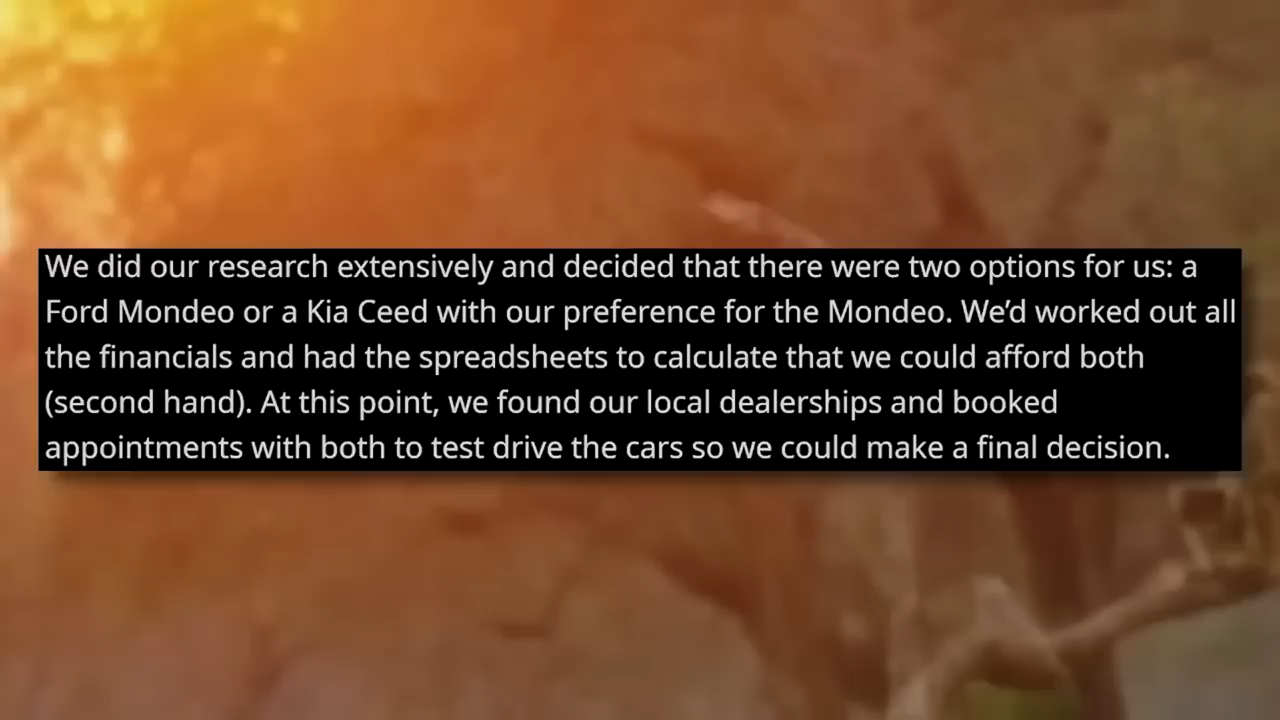 We did our research extensively and decided that there were two options for us: a
Ford Mondeo or a Kia Ceed with our preference for the Mondeo. We’d worked out all
the financials and had the spreadsheets to calculate that we could afford both
(second hand). At this point, we found our local dealerships and booked
appointments with both to test drive the cars so we could make a final decision.